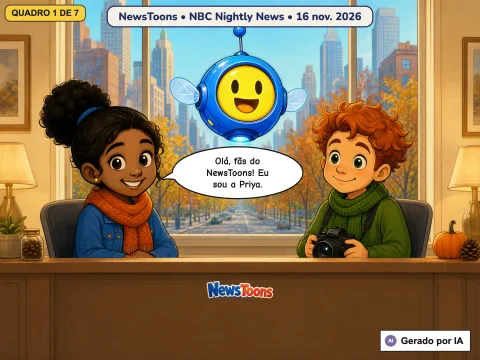 QUADRO 1 DE 7
NewsToons • NBC Nightly News • 16 nov. 2026
Olá, fãs do
NewsToons! Eu
sou a Priya.
NewsToons
AI Gerado por IA